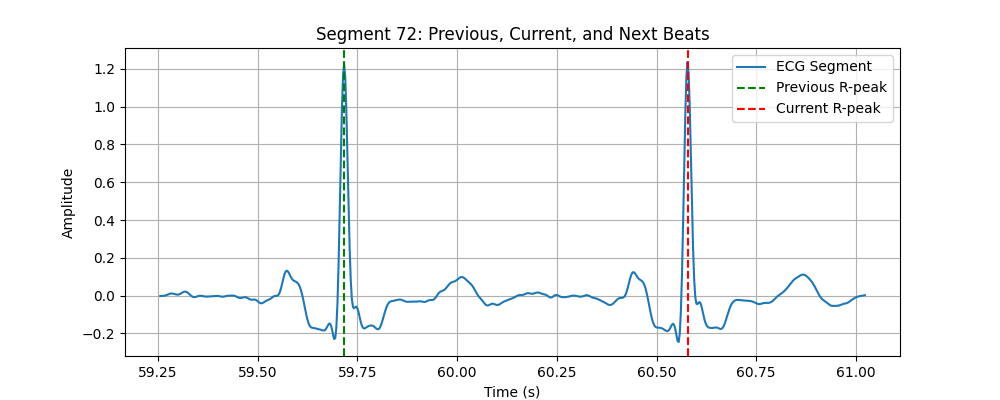 Segment 72: Previous, Current, and Next Beats
ECG Segment
Previous R-peak
Current R-peak
Amplitude
1.2
1.0
0.8
0.6
0.4
0.2
0.0
−0.2
59.25 59.50 59.75 60.00 60.25 60.50 60.75 61.00
Time (s)